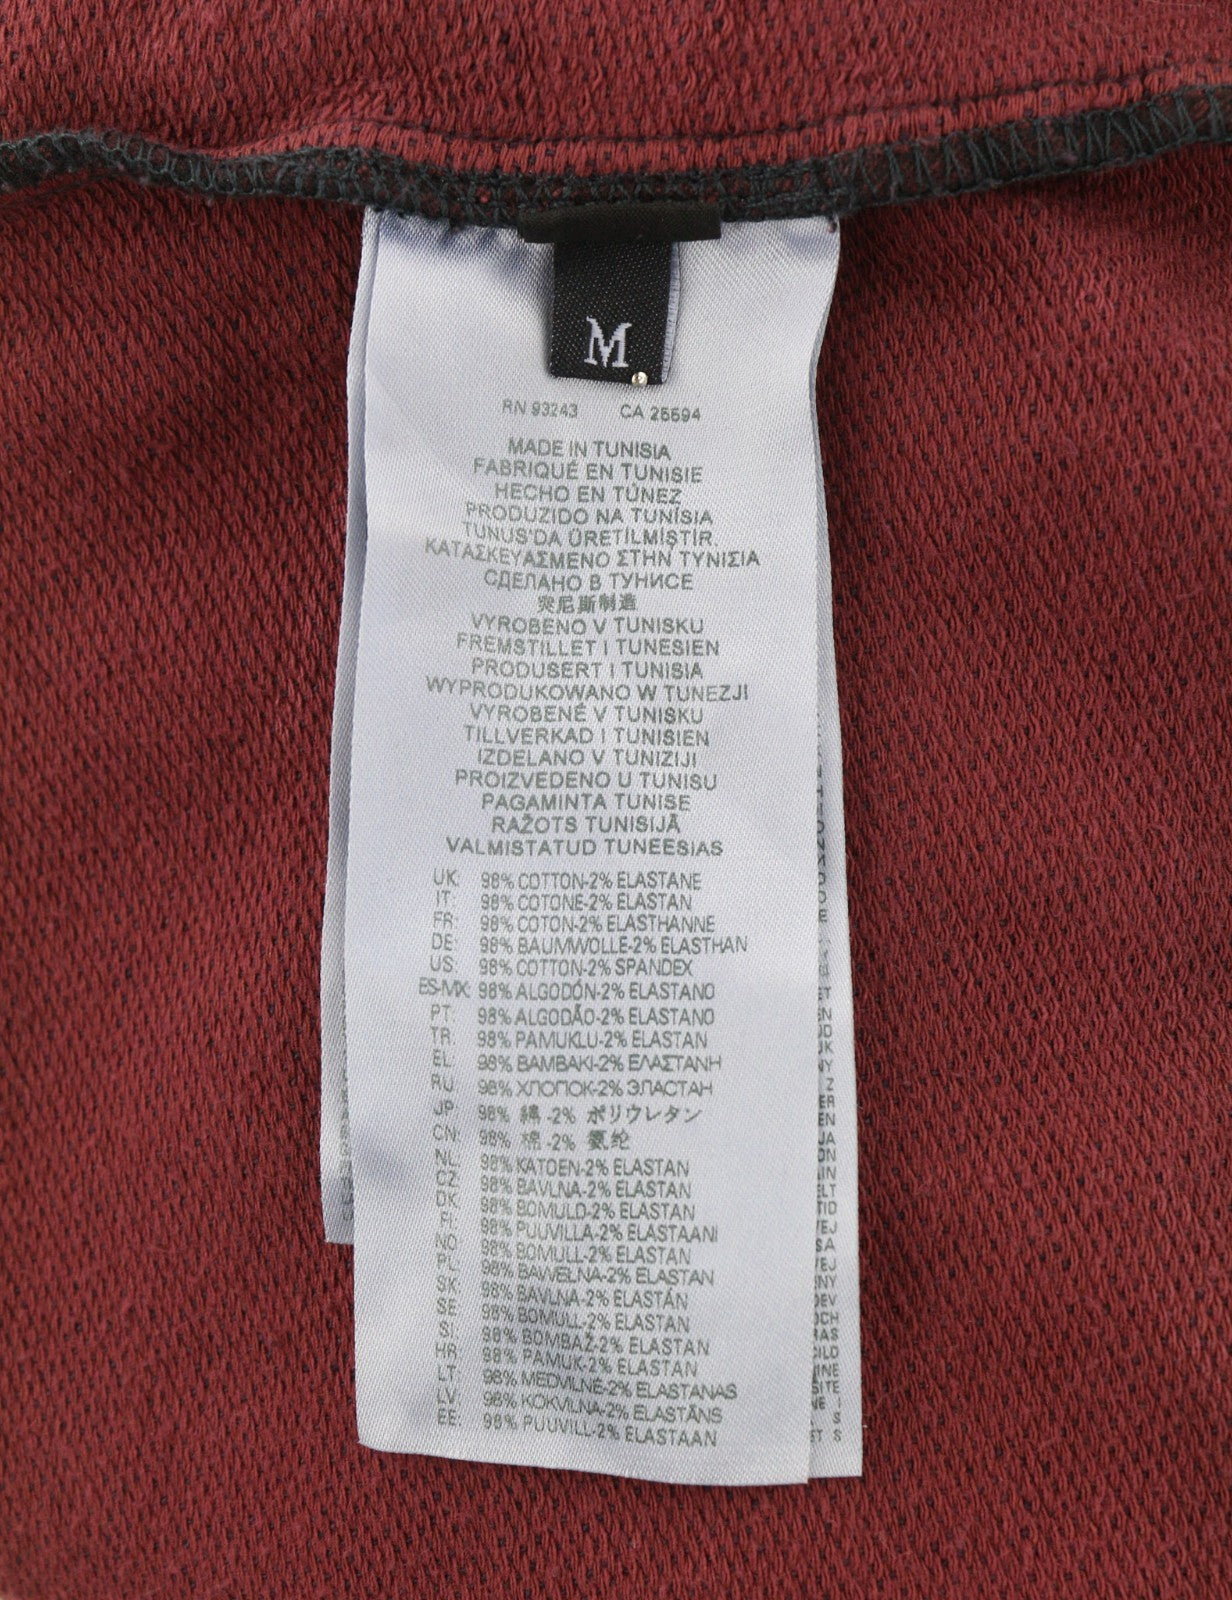 M
RN 93243 CA 25594
MADE IN TUNISIA
FABRIQUÉ EN TUNISIE
HECHO EN TÚNEZ
PRODUZIDO NA TUNÍSIA
TUNUS'DA ÜRETILMIŞTIR.
ΚΑΤΑΣΚΕΥΑΣΜΕΝΟ ΣΤΗΝ ΤΥΝΙΣΙΑ
СДЕЛАНО В ТУНИСЕ
突尼斯制造
VYROBENO V TUNISKU
FREMSTILLET I TUNESIEN
PRODUSERT I TUNISIA
WYPRODUKOWANO W TUNEZJI
VYROBENÉ V TUNISKU
TILLVERKAD I TUNISIEN
IZDELANO V TUNIZIJI
PROIZVEDENO U TUNISU
PAGAMINTA TUNISE
RAŽOTS TUNISIJĀ
VALMISTATUD TUNEESIAS
UK: 98% COTTON-2% ELASTANE
IT: 98% COTONE-2% ELASTAN
FR: 98% COTON-2% ELASTHANNE
DE: 98% BAUMWOLLE-2% ELASTHAN
US: 98% COTTON-2% SPANDEX
ES-MX: 98% ALGODÓN-2% ELASTANO
PT: 98% ALGODÃO-2% ELASTANO
TR: 98% PAMUKLU-2% ELASTAN
EL: 98% ΒΑΜΒΑΚΙ-2% ΕΛΑΣΤΑΝΗ
RU: 98% ХЛОПОК-2% ЭЛАСТАН
JP: 98% 綿 -2% ポリウレタン
CN: 98% 棉 -2% 氨纶
NL: 98% KATOEN-2% ELASTAN
CZ: 98% BAVLNA-2% ELASTAN
DK: 98% BOMULD-2% ELASTAN
FI: 98% PUUVILLA-2% ELASTAANI
NO: 98% BOMULL-2% ELASTAN
PL: 98% BAWEŁNA-2% ELASTAN
SK: 98% BAVLNA-2% ELASTÁN
SE: 98% BOMULL-2% ELASTAN
SI: 98% BOMBAŽ-2% ELASTAN
HR: 98% PAMUK-2% ELASTAN
LT: 98% MEDVILNĖ-2% ELASTANAS
LV: 98% KOKVILNA-2% ELASTĀNS
EE: 98% PUUVILL-2% ELASTAAN